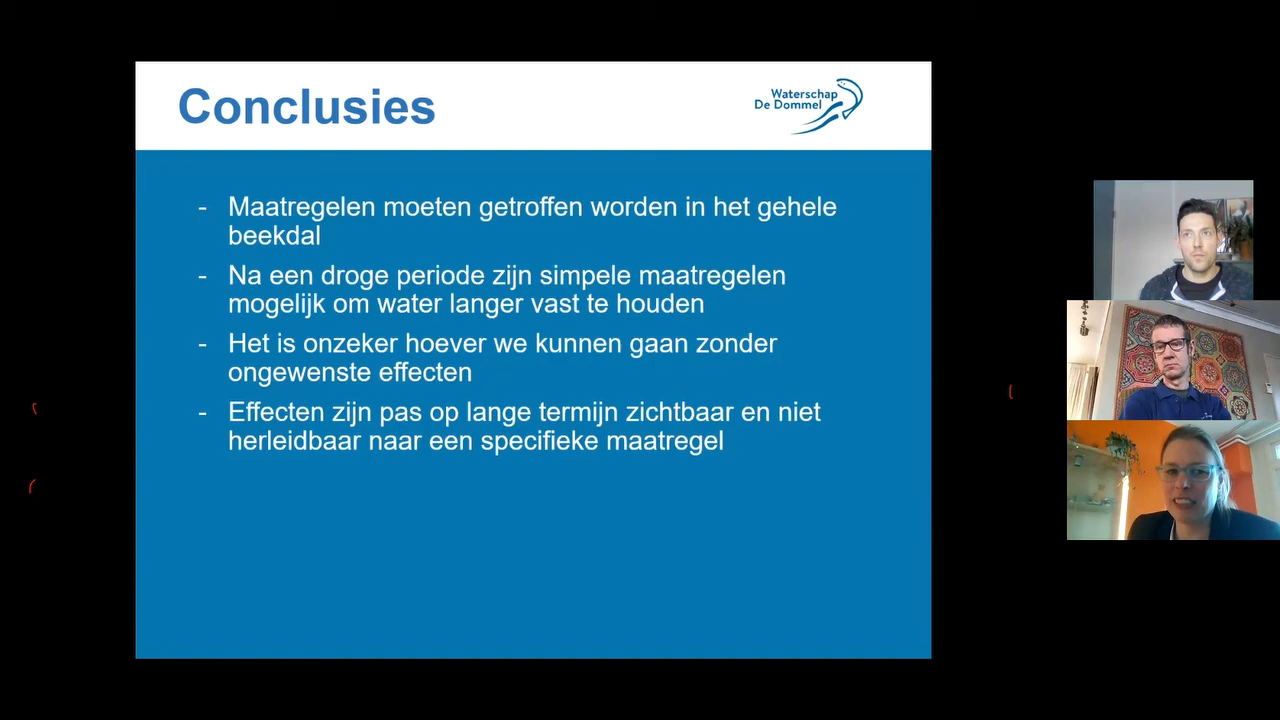 Conclusies
Waterschap
De Dommel
- Maatregelen moeten getroffen worden in het gehele
beekdal
- Na een droge periode zijn simpele maatregelen
mogelijk om water langer vast te houden
- Het is onzeker hoever we kunnen gaan zonder
ongewenste effecten
- Effecten zijn pas op lange termijn zichtbaar en niet
herleidbaar naar een specifieke maatregel